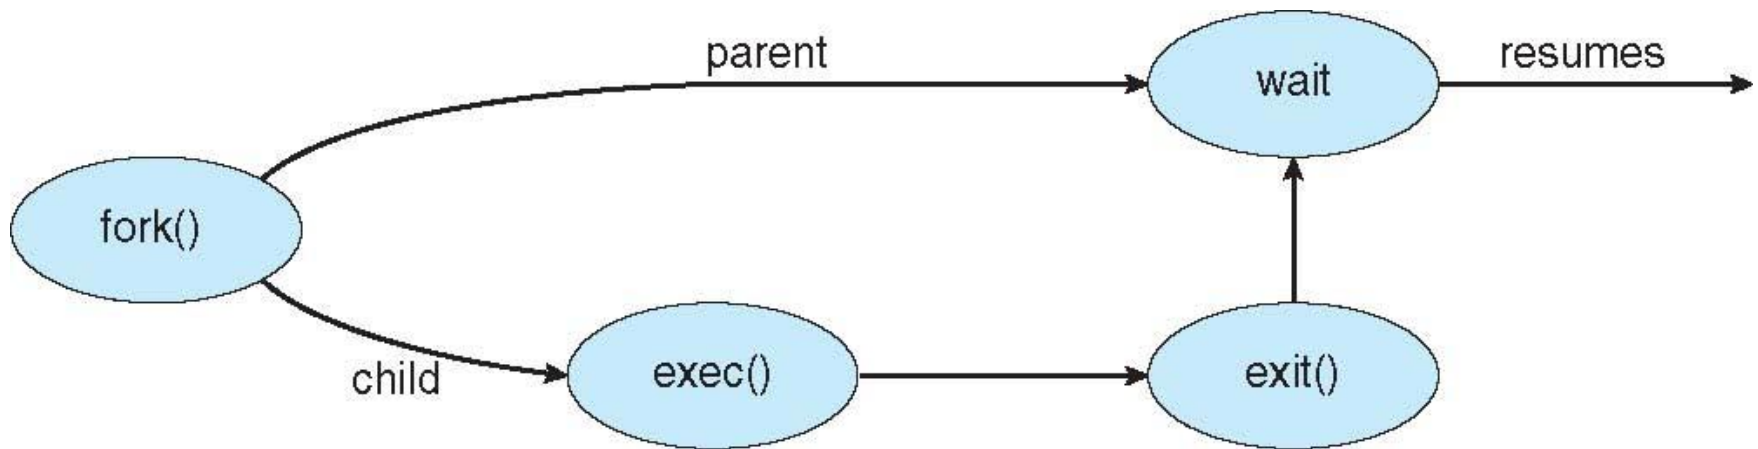 parent
wait
resumes
fork()
child
exec()
exit()